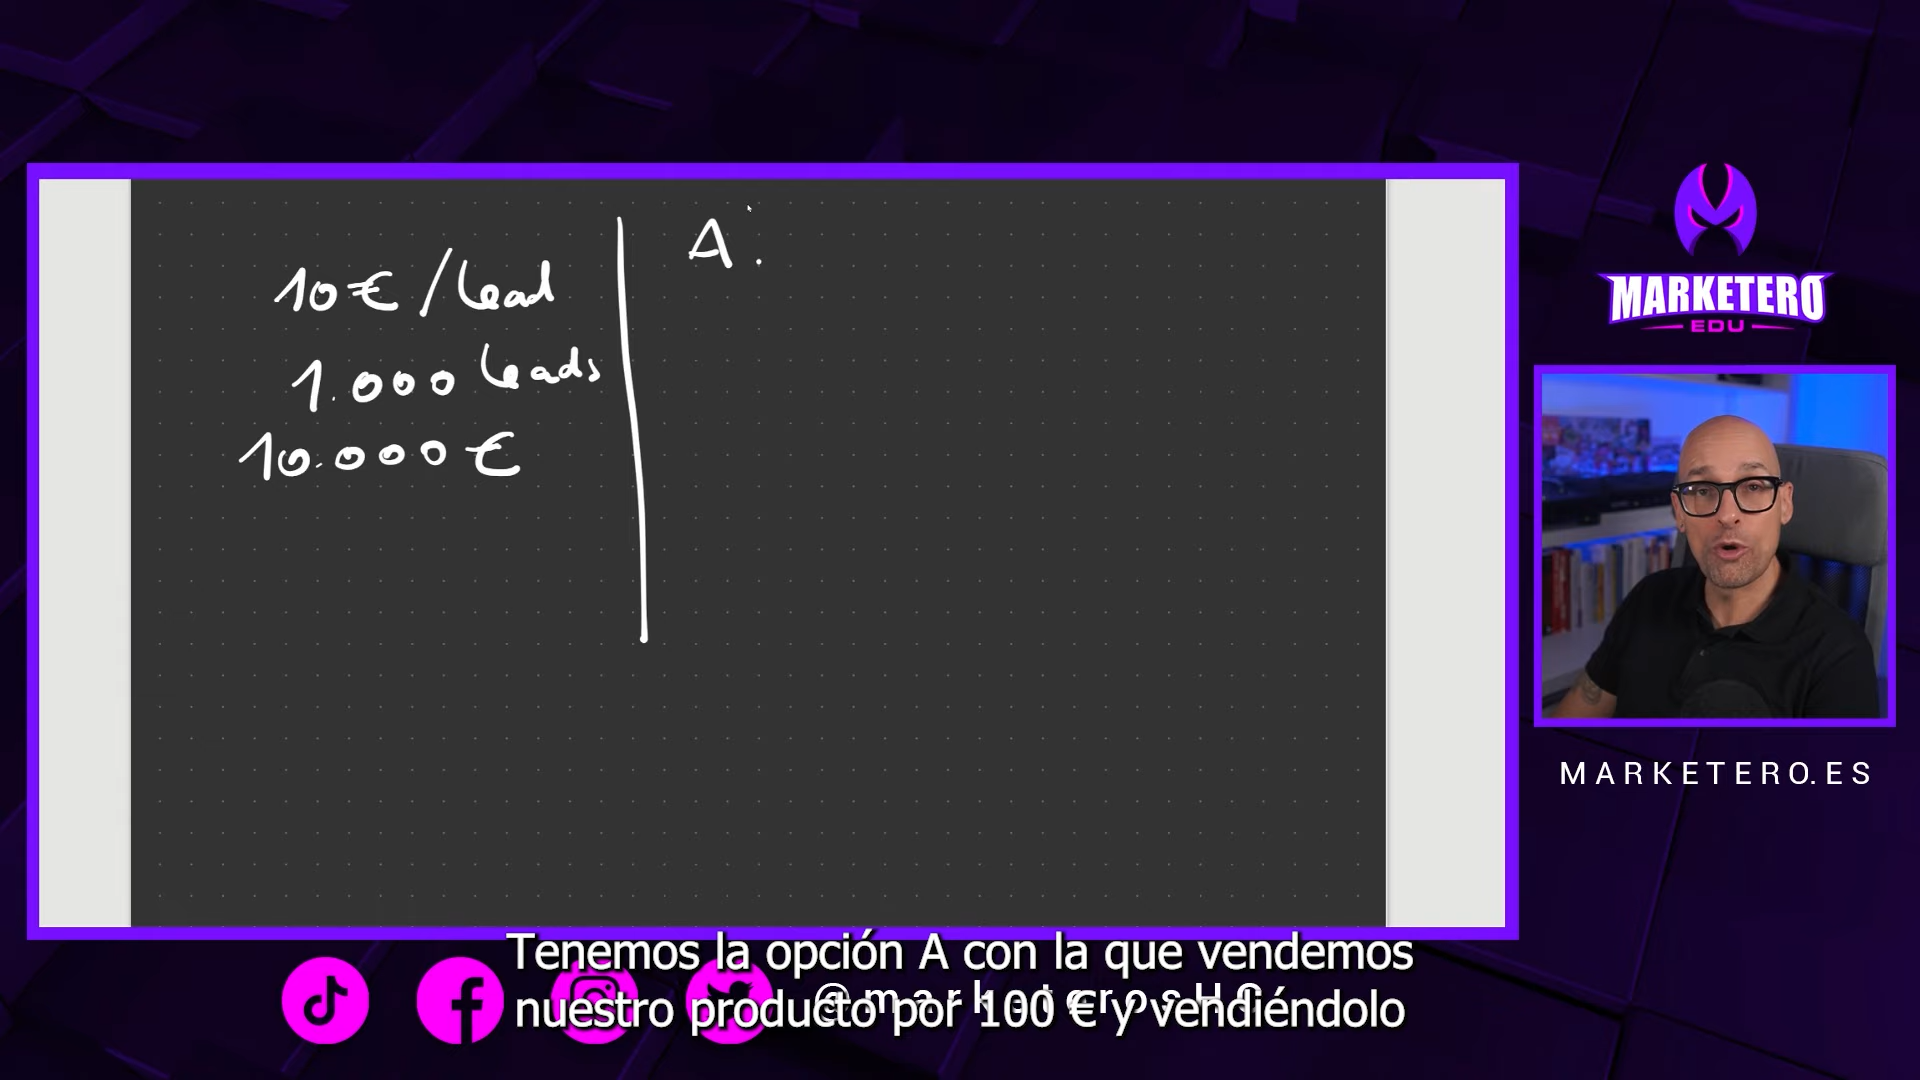 10€/Lead
1.000 Leads
10.000€
A:
MARKETERO
EDU
MARKETERO.ES
Tenemos la opción A con la que vendemos
nuestro producto por 100 € y vendiéndolo